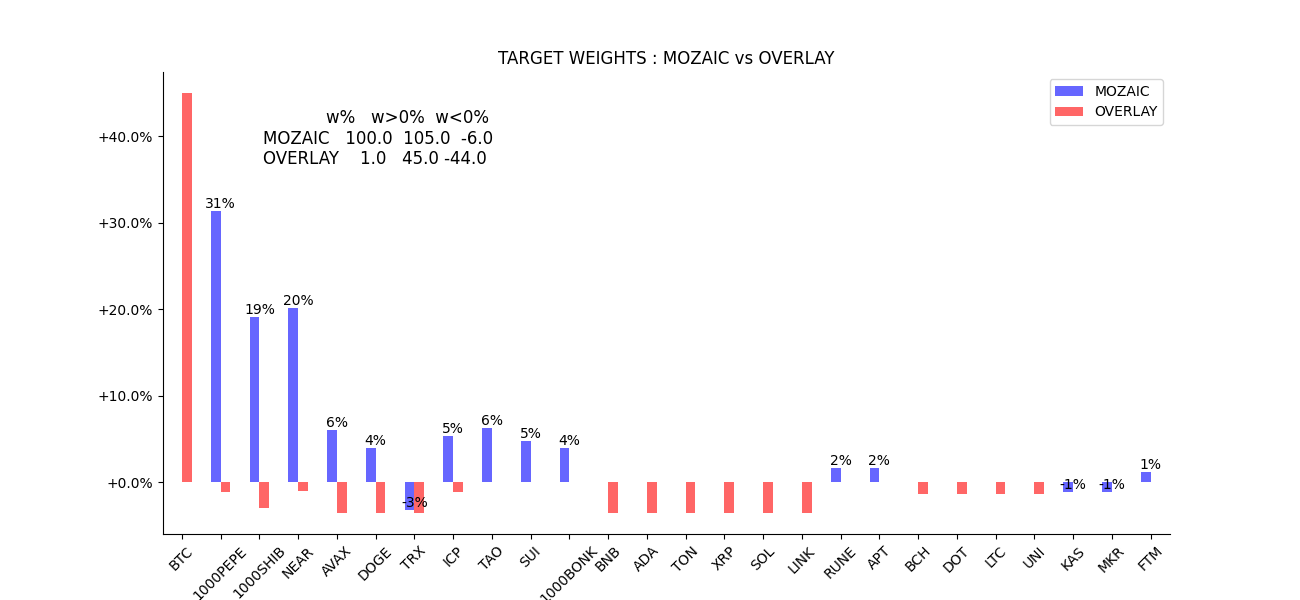 TARGET WEIGHTS : MOZAIC vs OVERLAY
MOZAIC
OVERLAY
w% w>0% w<0%
MOZAIC 100.0 105.0 -6.0
OVERLAY 1.0 45.0 -44.0
+40.0%
+30.0%
+20.0%
+10.0%
+0.0%
31%
19%
20%
6%
4%
-3%
5%
6%
5%
4%
2%
2%
-1%
-1%
1%
BTC
1000PEPE
1000SHIB
NEAR
AVAX
DOGE
TRX
ICP
TAO
SUI
1000BONK
BNB
ADA
TON
XRP
SOL
LINK
RUNE
APT
BCH
DOT
LTC
UNI
KAS
MKR
FTM